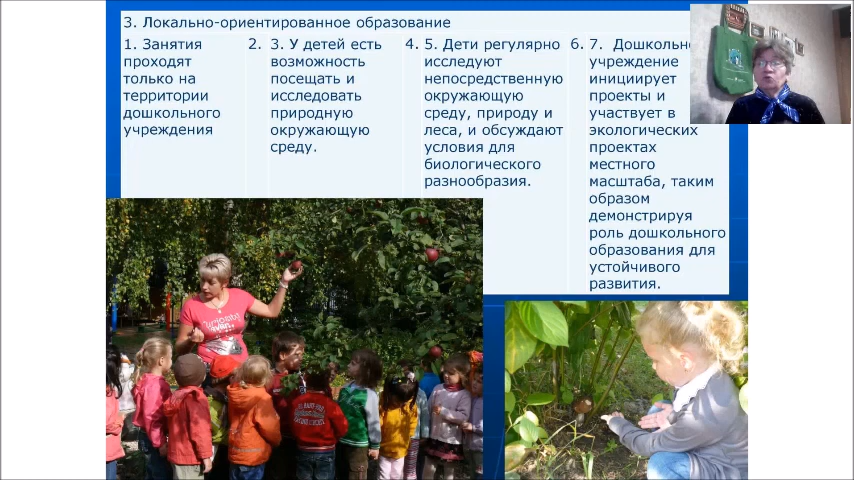 3. Локально-ориентированное образование
1. Занятия
проходят
только на
территории
дошкольного
учреждения
2.
3. У детей есть
возможность
посещать и
исследовать
природную
окружающую
среду.
4.
5. Дети регулярно
исследуют
непосредственную
окружающую
среду, природу и
леса, и обсуждают
условия для
биологического
разнообразия.
6.
7. Дошкольно
учреждение
инициирует
проекты и
участвует в
экологических
проектах
местного
масштаба, таким
образом
демонстрируя
роль дошкольного
образования для
устойчивого
развития.